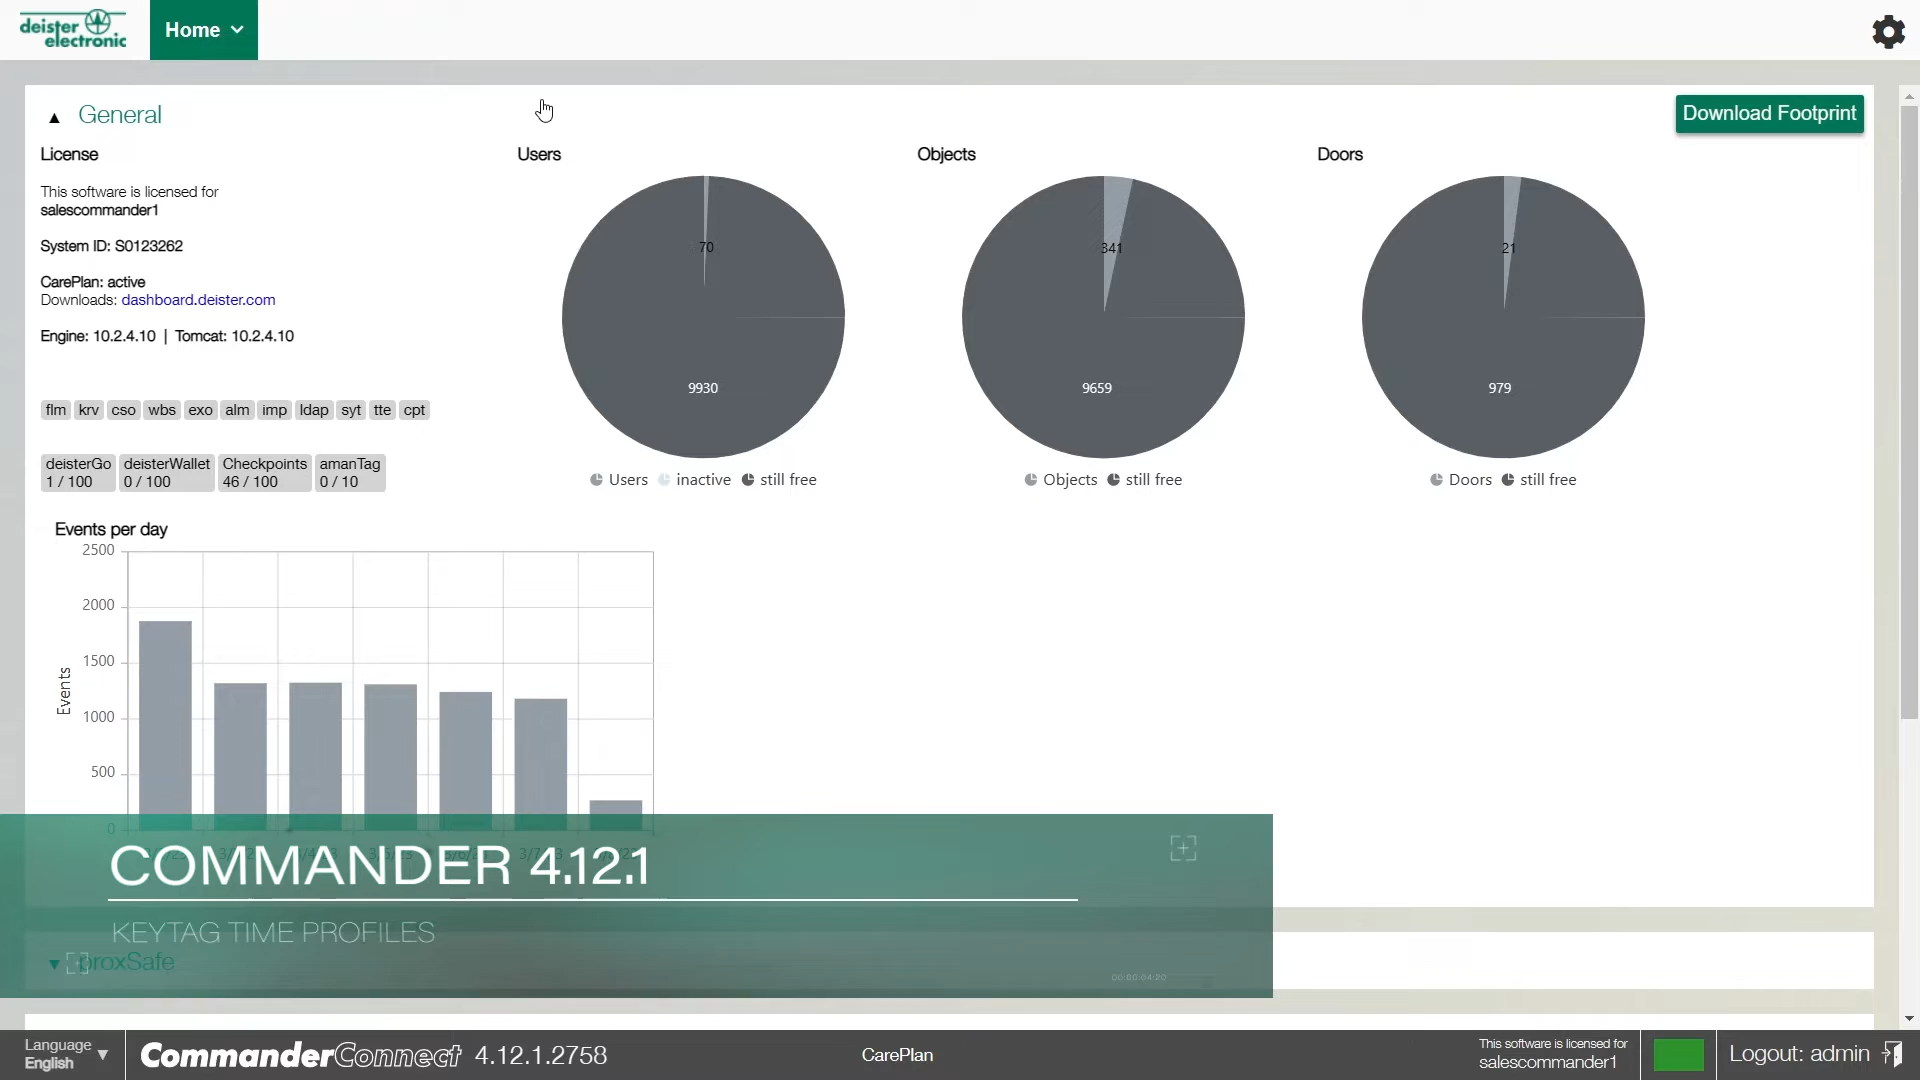 deister
electronic
Home
General
Download Footprint
License
Users
Objects
Doors
This software is licensed for
salescommander1
System ID: S0123262
CarePlan: active
Downloads: dashboard.deister.com
Engine: 10.2.4.10 | Tomcat: 10.2.4.10
70
341
21
9930
9659
979
flm krv cso wbs exo alm imp ldap syt tte cpt
deisterGo deisterWallet Checkpoints amanTag
1 / 100 0 / 100 46 / 100 0 / 10
Users inactive still free
Objects still free
Doors still free
Events per day
2500
2000
1500
1000
500
0
Events
COMMANDER 4.12.1
KEYTAG TIME PROFILES
proxSafe
00:00:04:20
Language
English
CommanderConnect 4.12.1.2758
CarePlan
This software is licensed for
salescommander1
Logout: admin